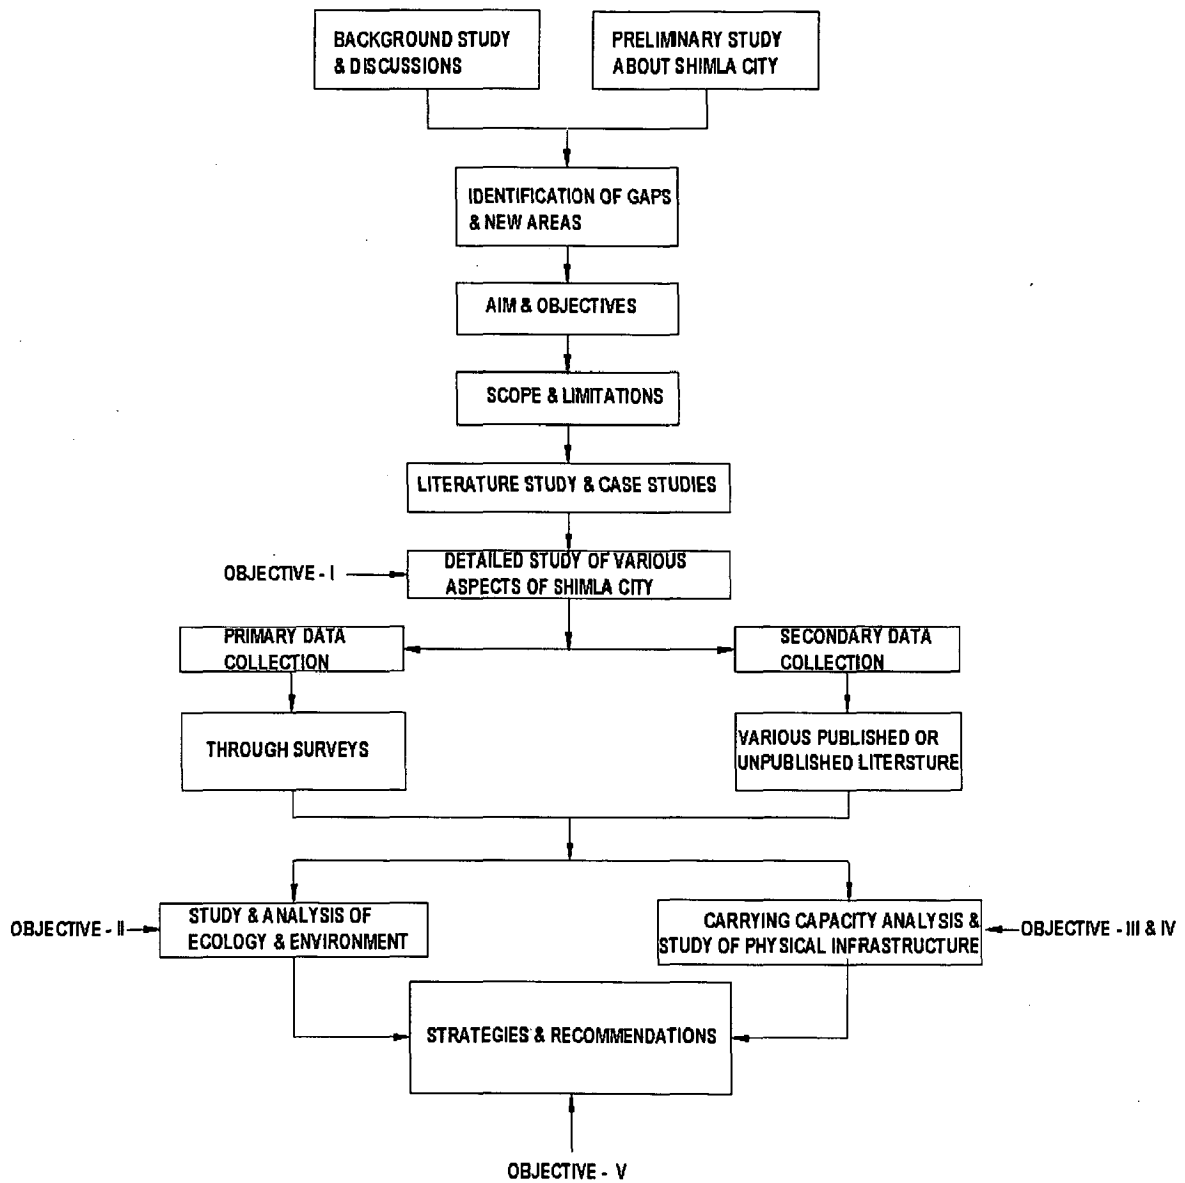 BACKGROUND STUDY
& DISCUSSIONS
PRELIMINARY STUDY
ABOUT SHIMLA CITY
IDENTIFICATION OF GAPS
& NEW AREAS
AIM & OBJECTIVES
SCOPE & LIMITATIONS
LITERATURE STUDY & CASE STUDIES
OBJECTIVE - I
DETAILED STUDY OF VARIOUS
ASPECTS OF SHIMLA CITY
PRIMARY DATA
COLLECTION
SECONDARY DATA
COLLECTION
THROUGH SURVEYS
VARIOUS PUBLISHED OR
UNPUBLISHED LITERSTURE
OBJECTIVE - II
STUDY & ANALYSIS OF
ECOLOGY & ENVIRONMENT
CARRYING CAPACITY ANALYSIS &
STUDY OF PHYSICAL INFRASTRUCTURE
OBJECTIVE - III & IV
STRATEGIES & RECOMMENDATIONS
OBJECTIVE - V